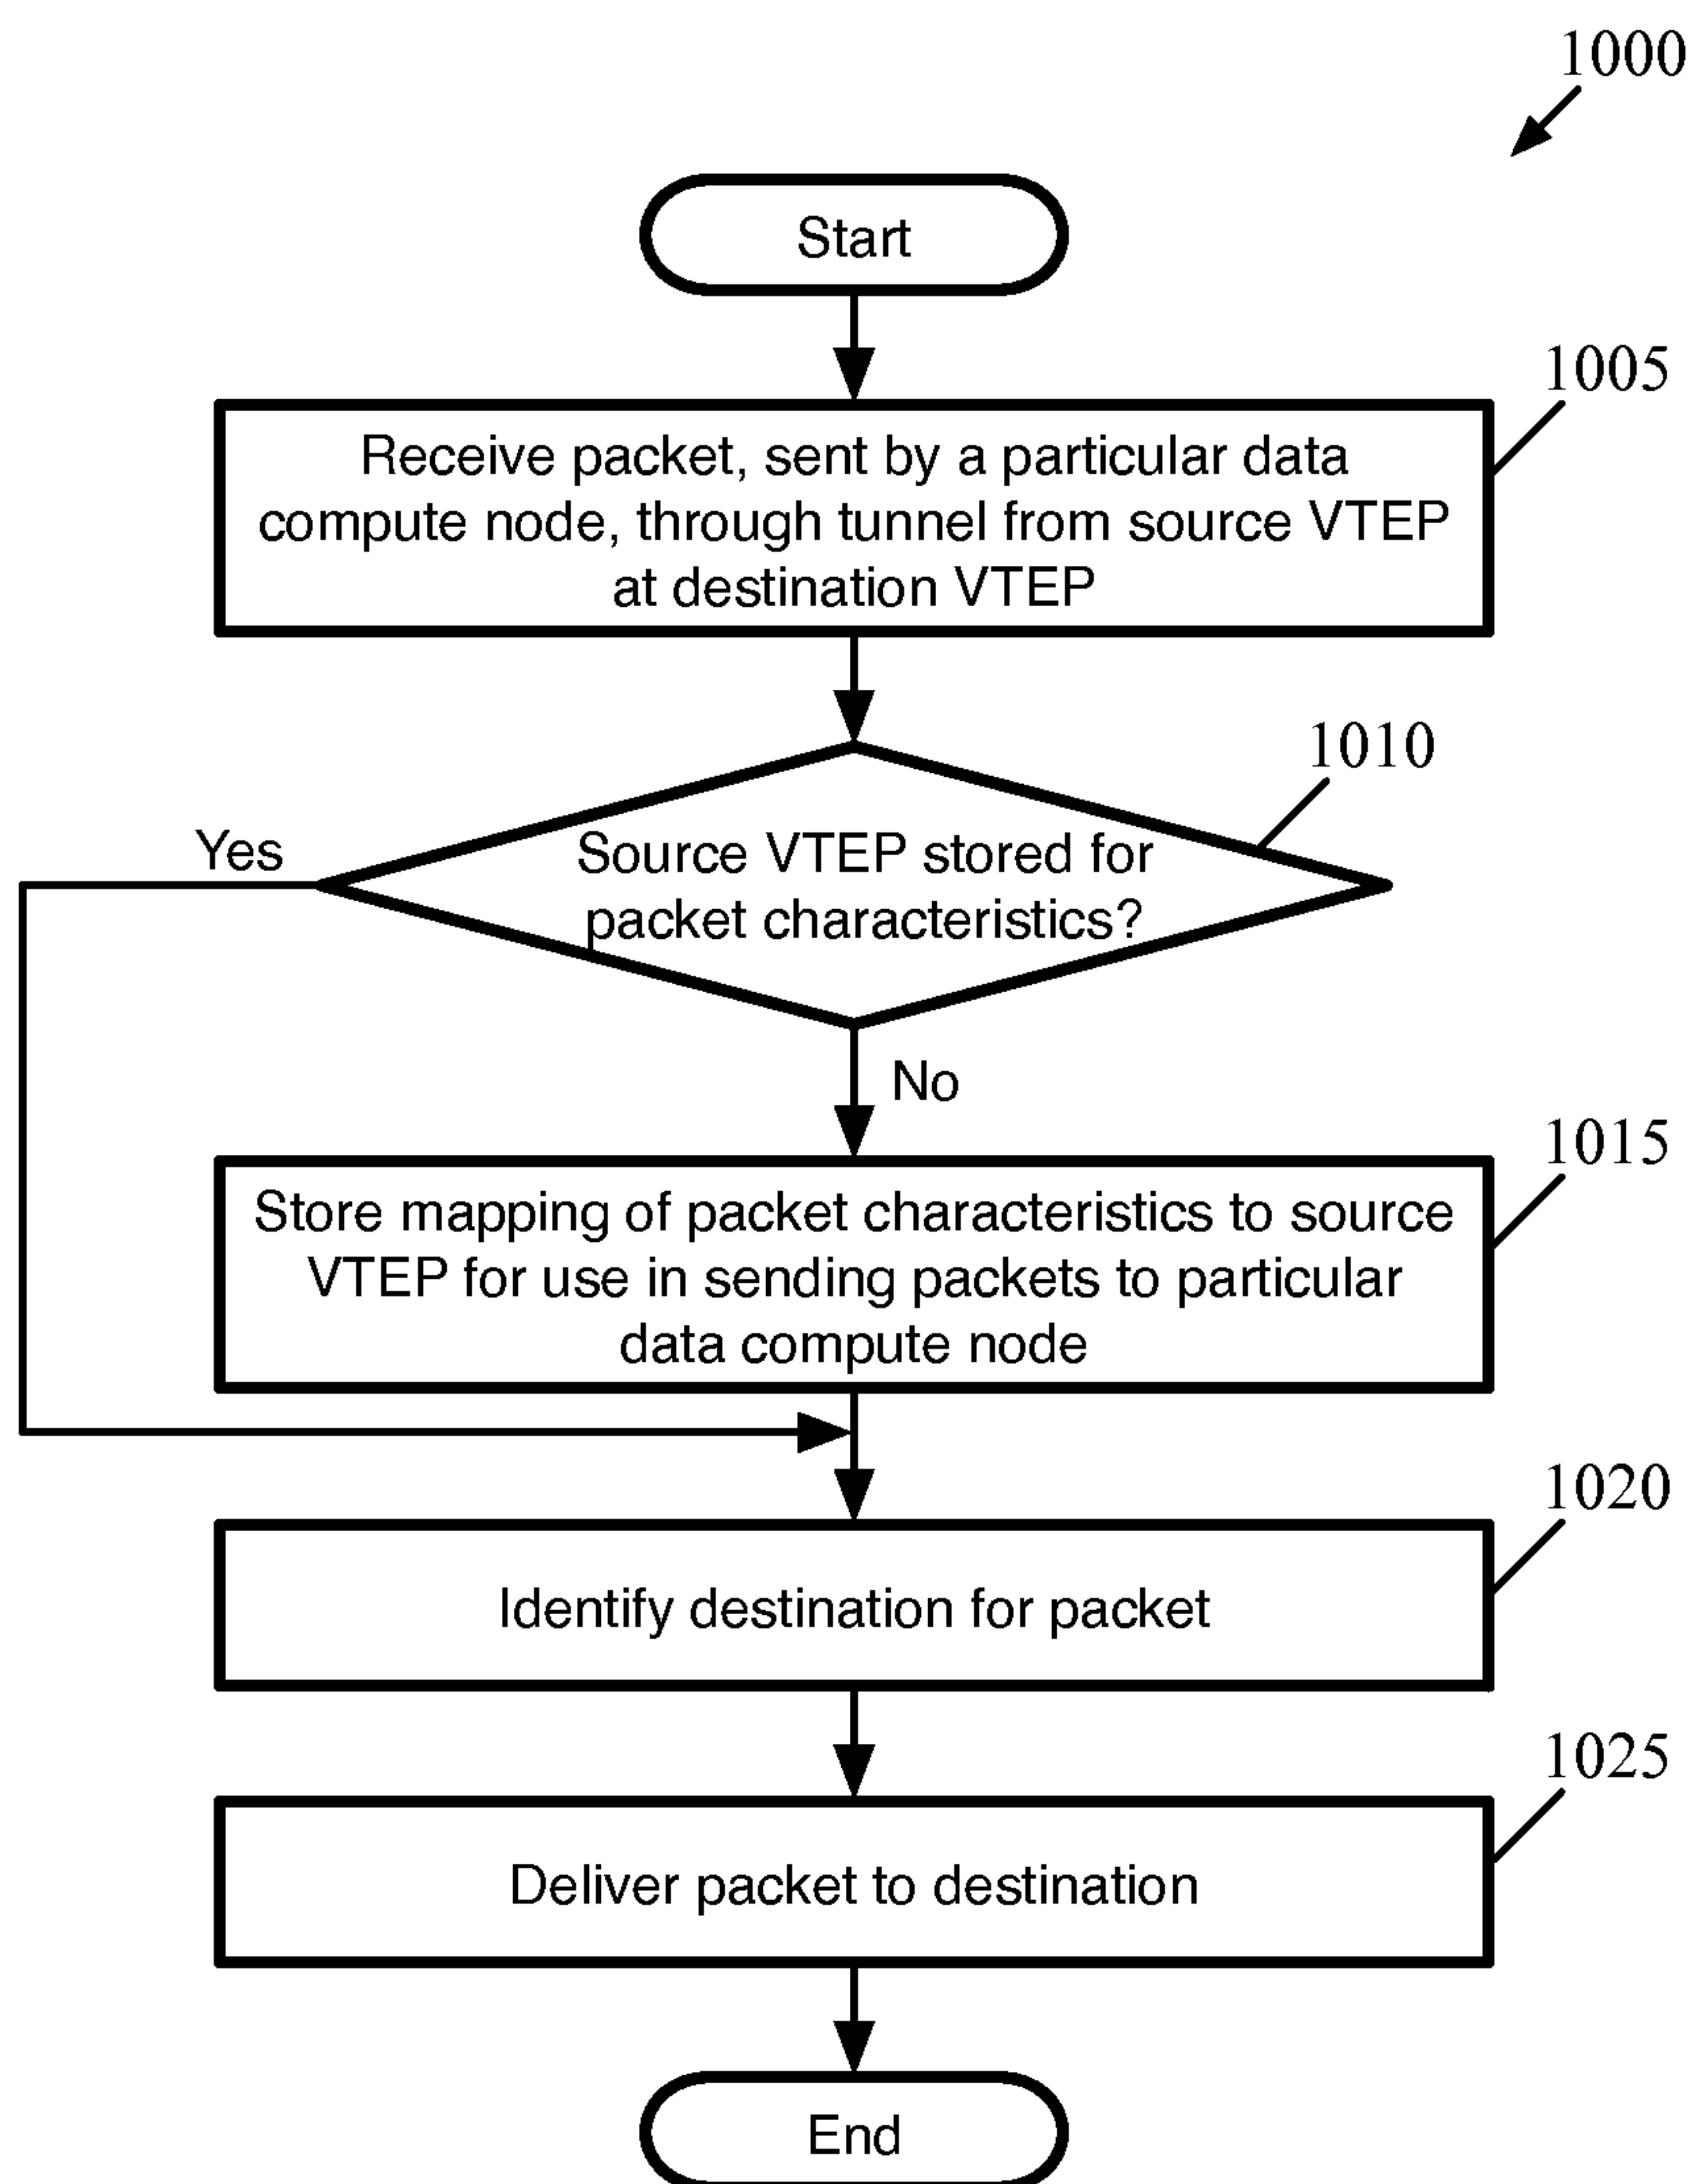 1000
Start
1005
Receive packet, sent by a particular data
compute node, through tunnel from source VTEP
at destination VTEP
1010
Yes
Source VTEP stored for
packet characteristics?
No
1015
Store mapping of packet characteristics to source
VTEP for use in sending packets to particular
data compute node
1020
Identify destination for packet
1025
Deliver packet to destination
End